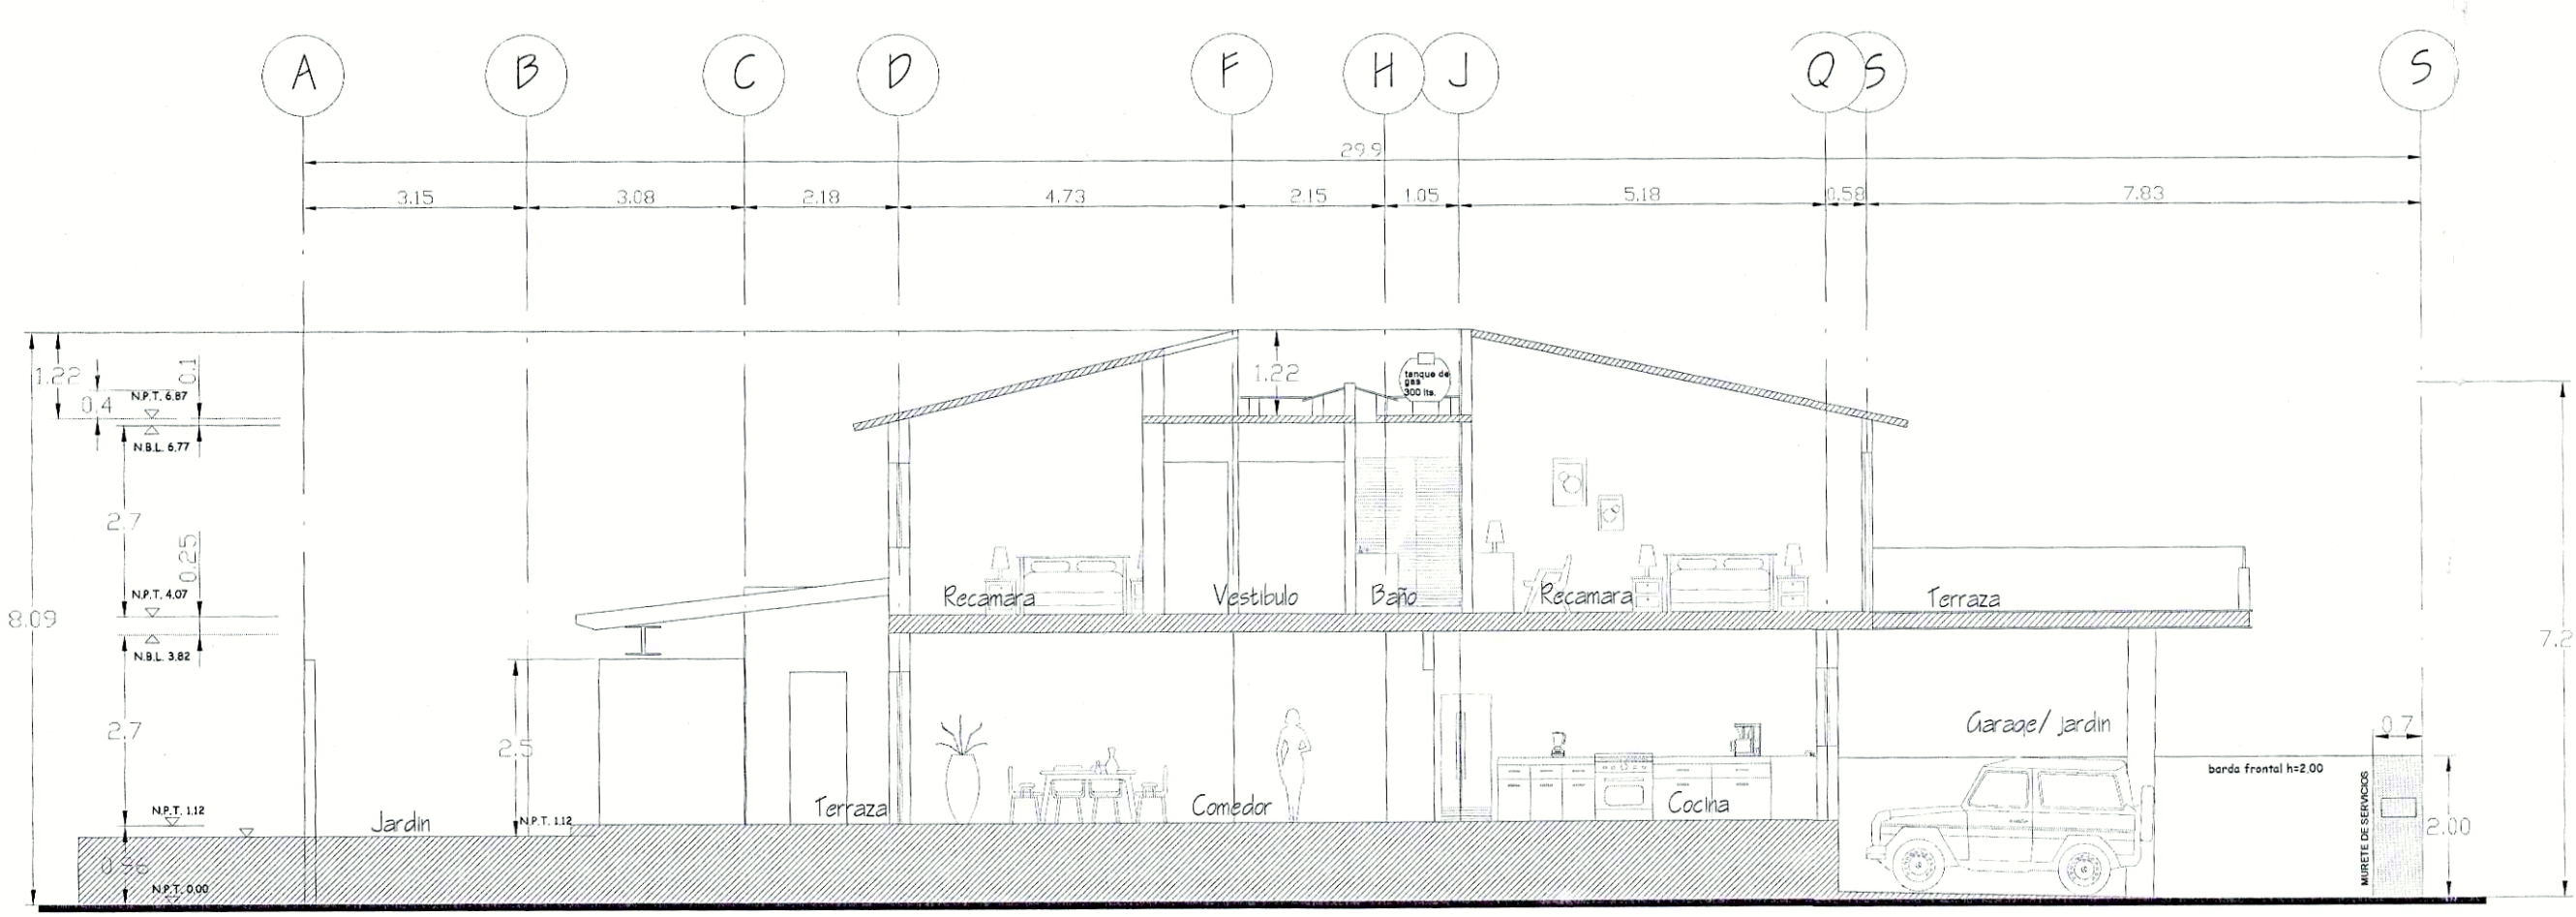 A B C D F H J Q S S
29.9
3.15 3.08 2.18 4.73 2.15 1.05 5.18 0.58 7.83
1.22
0.4
0.1
N.P.T. 6.87
N.B.L. 6.77
1.22
tanque de
gas
300 lts.
2.7
0.25
N.P.T. 4.07
N.B.L. 3.82
8.09
Recamara Vestibulo Baño Recamara Terraza
7.2
2.7
2.5
Garage/ jardin
0.7
barda frontal h=2.00
MURETE DE SERVICIOS
2.00
N.P.T. 1.12
Jardin
N.P.T. 1.12
Terraza Comedor Cocina
0.96
N.P.T. 0.00